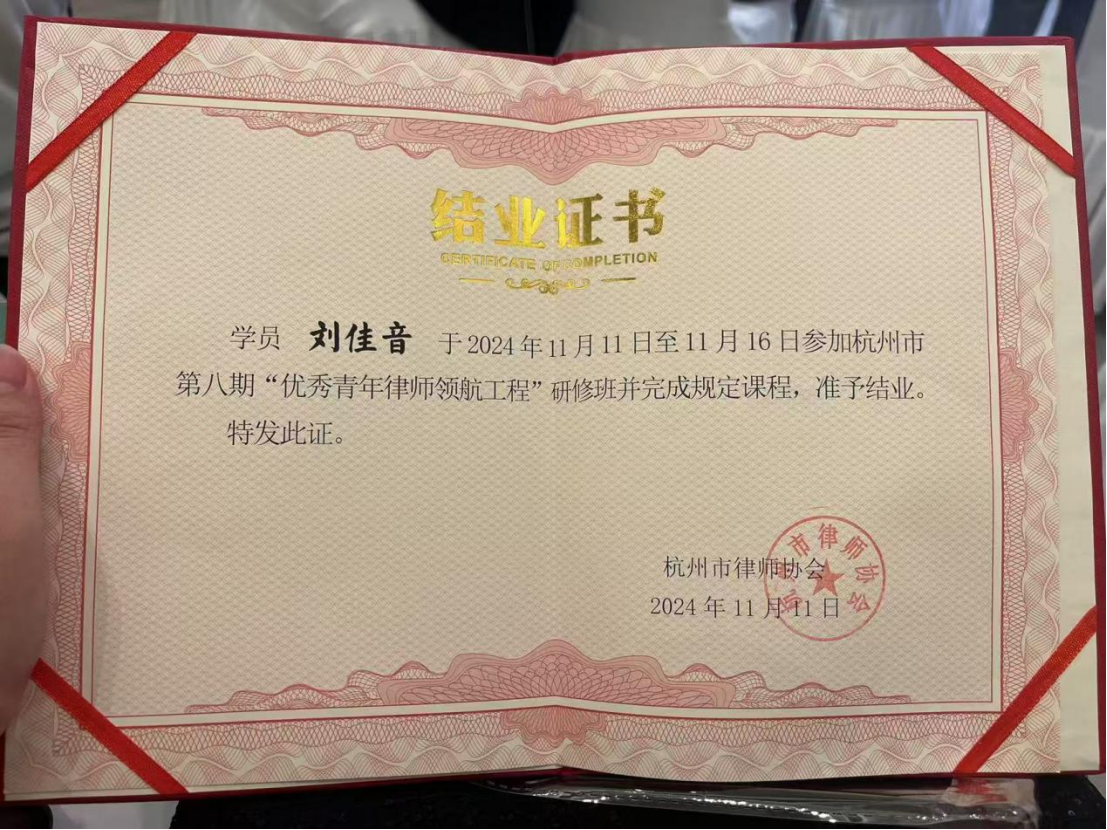 结业证书
CERTIFICATE OF COMPLETION
学员 刘佳音 于2024年11月11日至11月16日参加杭州市
第八期“优秀青年律师领航工程”研修班并完成规定课程，准予结业。
特发此证。
杭州市律师协会
2024年11月11日
杭州市律师协会